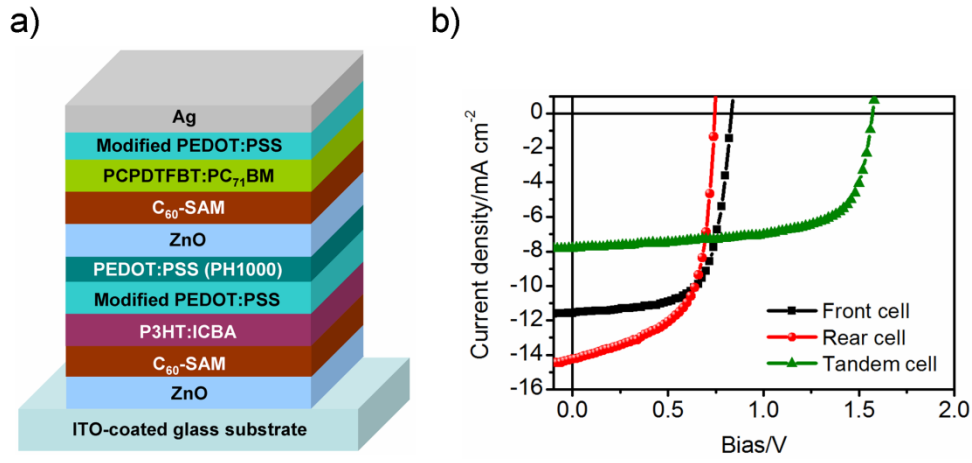 a)
Ag
Modified PEDOT:PSS
PCPDTFBT:PC₇₁BM
C₆₀-SAM
ZnO
PEDOT:PSS (PH1000)
Modified PEDOT:PSS
P3HT:ICBA
C₆₀-SAM
ZnO
ITO-coated glass substrate
b)
Current density/mA cm⁻²
0
-2
-4
-6
-8
-10
-12
-14
-16
Front cell
Rear cell
Tandem cell
0.0 0.5 1.0 1.5 2.0
Bias/V